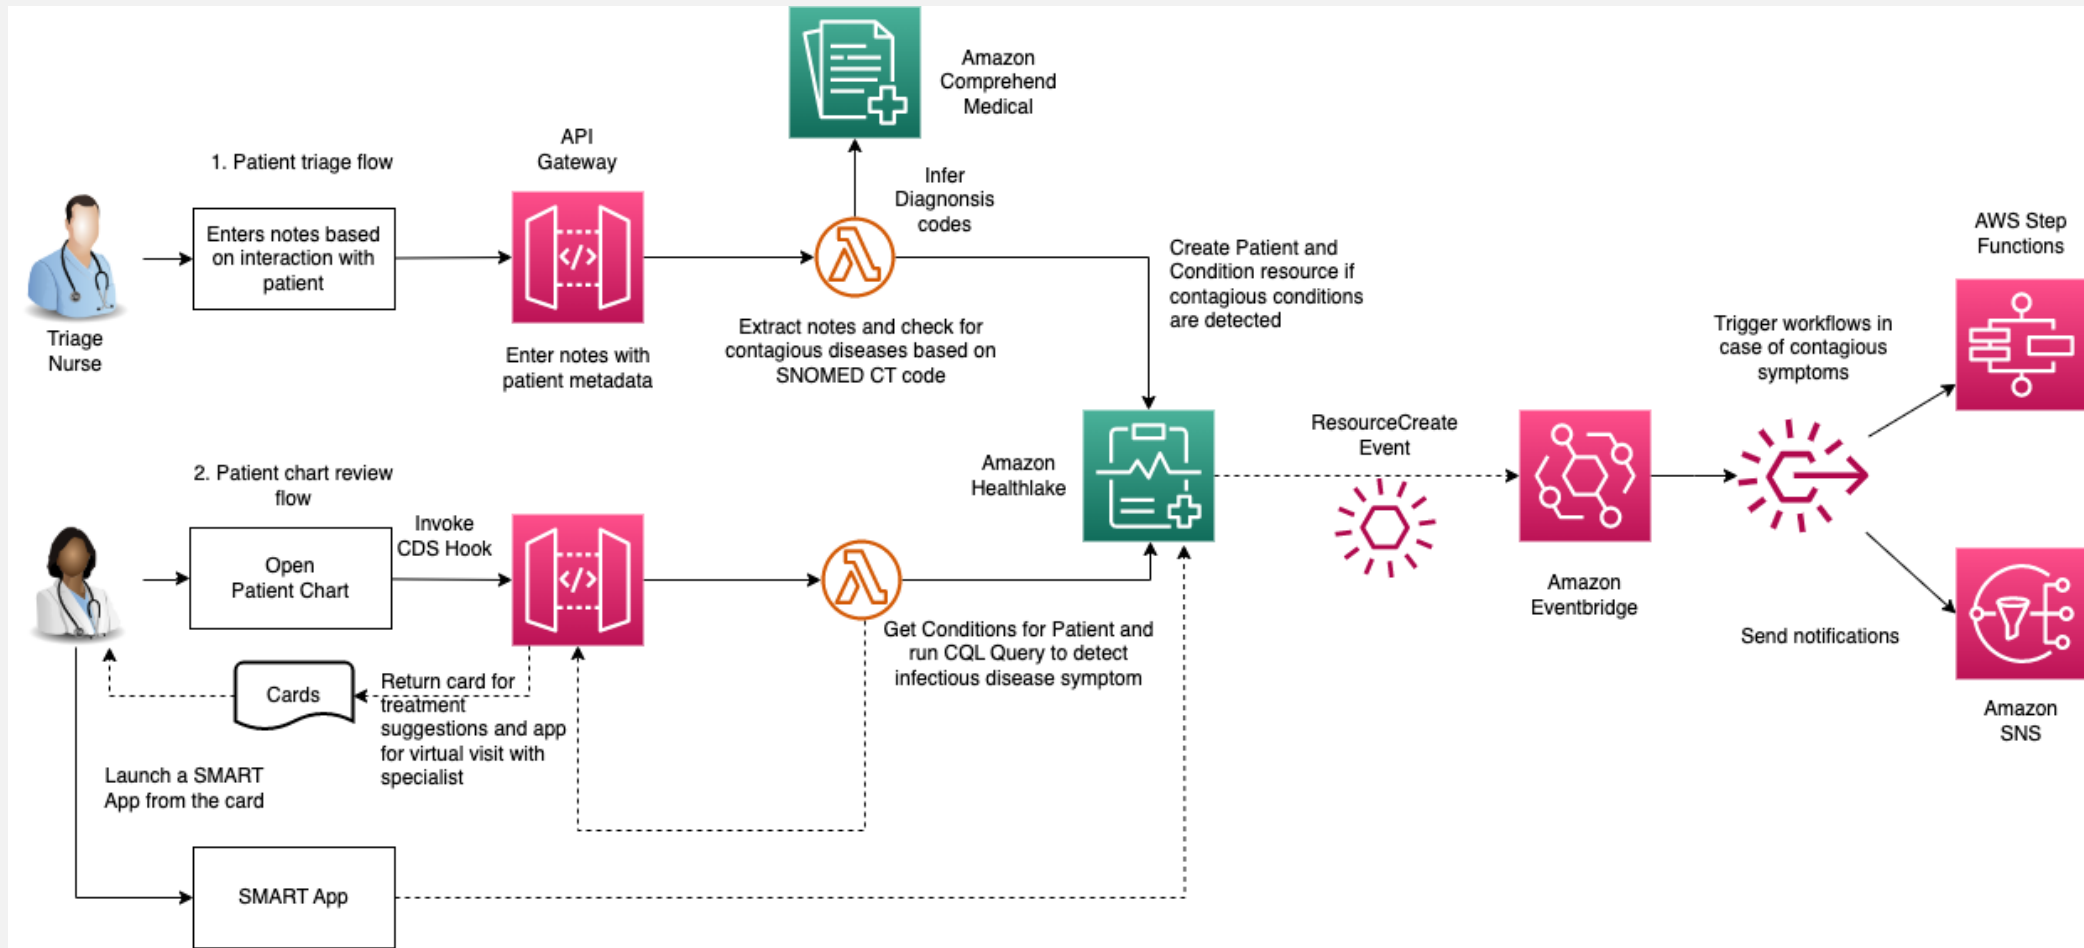 Amazon
Comprehend
Medical
1. Patient triage flow
API
Gateway
Infer
Diagnonsis
codes
Enters notes based
on interaction with
patient
</>
Triage
Nurse
Enter notes with
patient metadata
Extract notes and check for
contagious diseases based on
SNOMED CT code
Create Patient and
Condition resource if
contagious conditions
are detected
AWS Step
Functions
Trigger workflows in
case of contagious
symptoms
ResourceCreate
Event
Amazon
Healthlake
Amazon
Eventbridge
Send notifications
Amazon
SNS
2. Patient chart review
flow
Invoke
CDS Hook
Open
Patient Chart
</>
Get Conditions for Patient and
run CQL Query to detect
infectious disease symptom
Cards
Return card for
treatment
suggestions and app
for virtual visit with
specialist
Launch a SMART
App from the card
SMART App